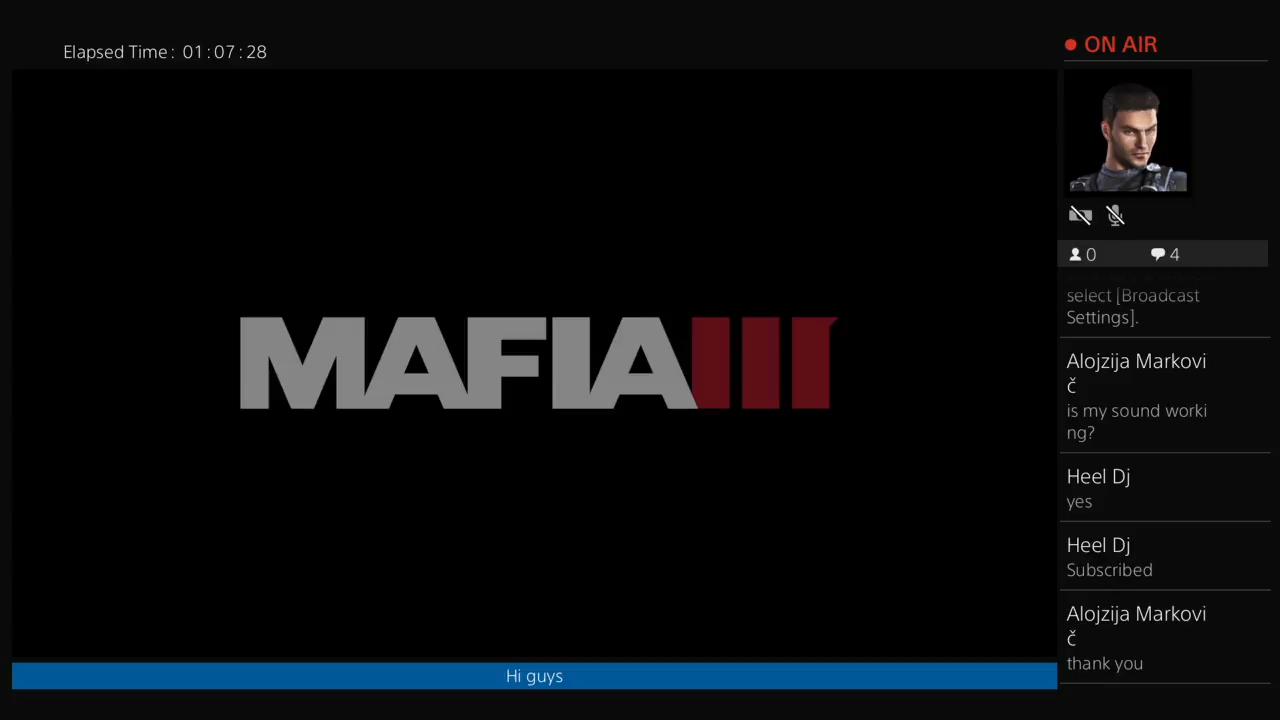 Elapsed Time: 01:07:28
ON AIR
0 4
select [Broadcast
Settings].
Alojzija Markovi
č
is my sound worki
ng?
Heel Dj
yes
Heel Dj
Subscribed
Alojzija Markovi
č
thank you
MAFIA III
Hi guys